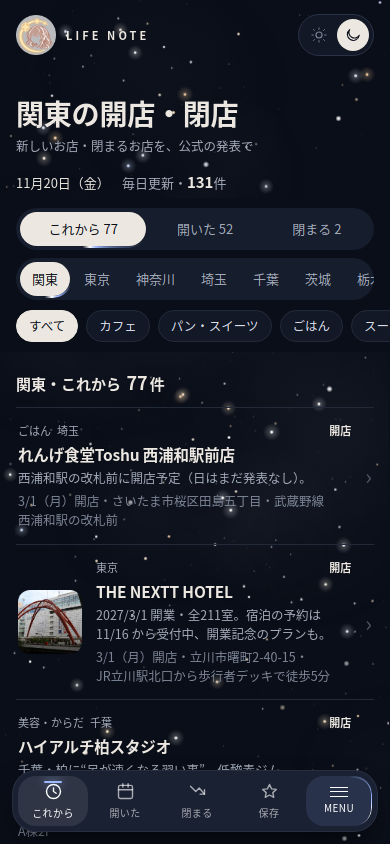 LIFE NOTE
関東の開店・閉店
新しいお店・閉まるお店を、公式の発表で
11月20日（金） 毎日更新・131件
これから 77 開いた 52 閉まる 2
関東 東京 神奈川 埼玉 千葉 茨城
すべて カフェ パン・スイーツ ごはん スー
関東・これから 77件
ごはん 埼玉 開店
れんげ食堂Toshu 西浦和駅前店
西浦和駅の改札前に開店予定（日はまだ発表なし）。
3/1（月）開店・さいたま市桜区田島五丁目・武蔵野線
西浦和駅の改札前
東京 開店
THE NEXTT HOTEL
2027/3/1 開業・全211室。宿泊の予約は
11/16 から受付中、開業記念のプランも。
3/1（月）開店・立川市曙町2-40-15・
JR立川駅北口から歩行者デッキで徒歩5分
美容・からだ 千葉 開店
ハイアルチ柏スタジオ
これから 開いた 閉まる 保存 MENU